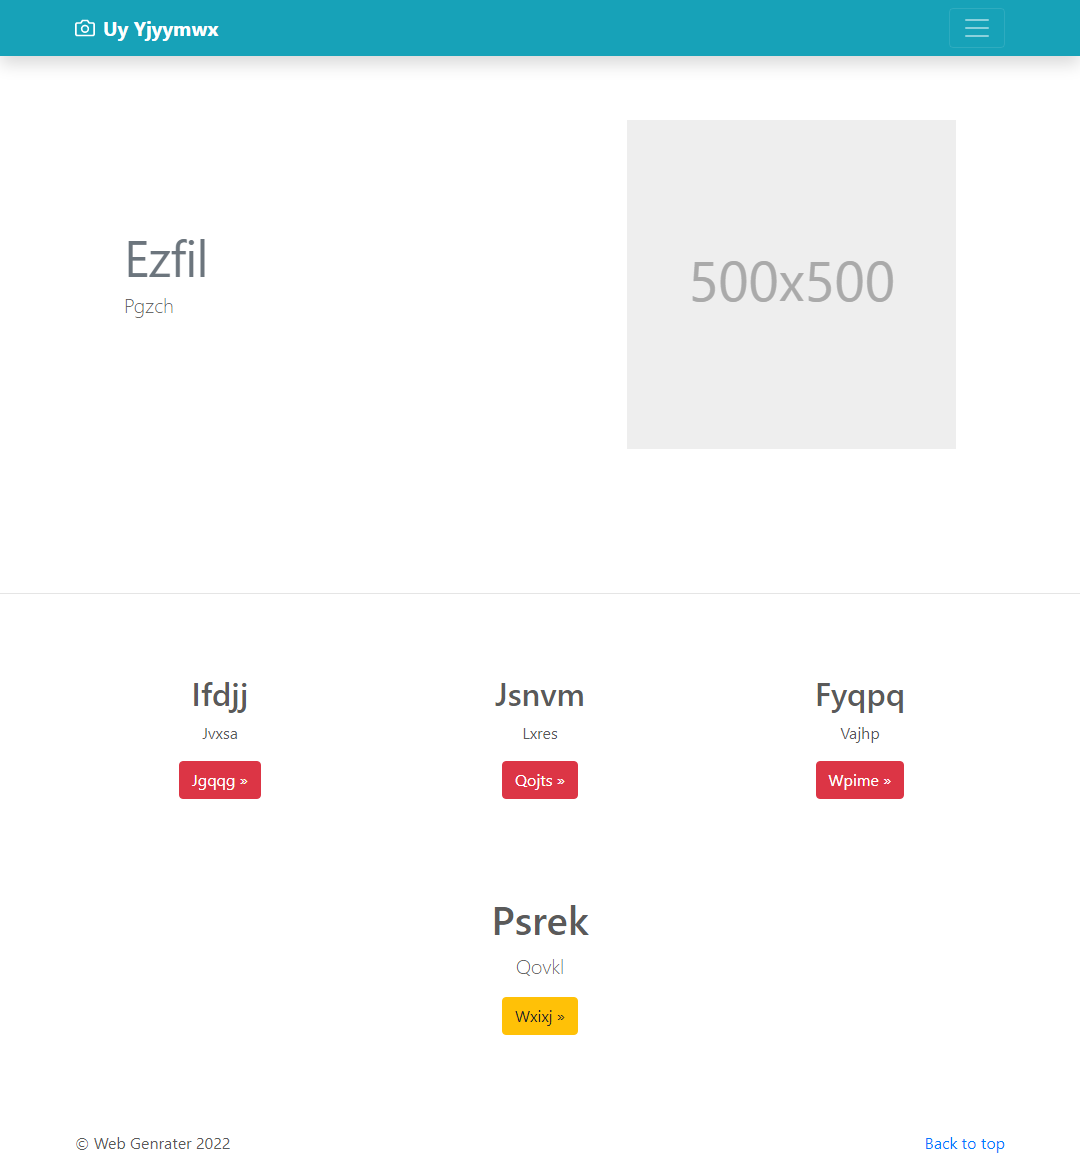 Uy Yjyymwx
Ezfil
Pgzch
500x500
Ifdjj
Jvxsa
Jgqqg »
Jsnvm
Lxres
Qojts »
Fyqpq
Vajhp
Wpime »
Psrek
Qovkl
Wxixj »
© Web Genrater 2022
Back to top